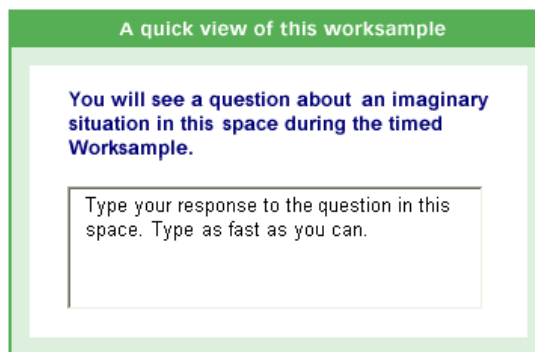 A quick view of this worksample
You will see a question about an imaginary
situation in this space during the timed
Worksample.
Type your response to the question in this
space. Type as fast as you can.